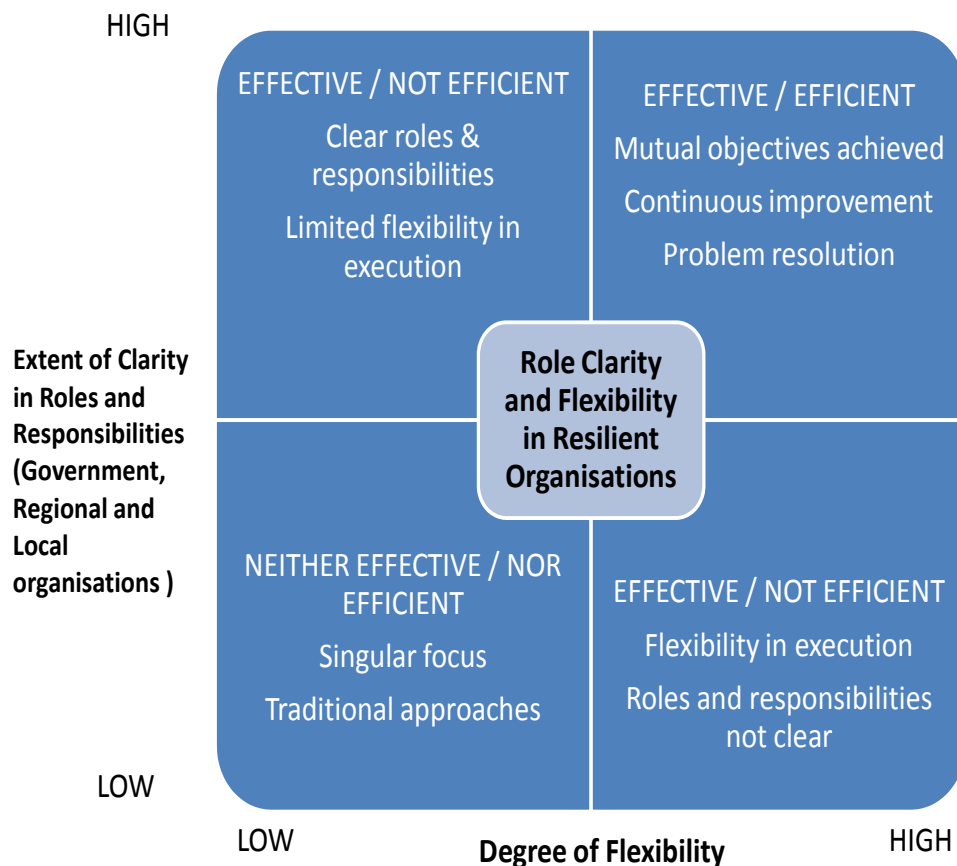 HIGH
EFFECTIVE / NOT EFFICIENT
Clear roles &
responsibilities
Limited flexibility in
execution
EFFECTIVE / EFFICIENT
Mutual objectives achieved
Continuous improvement
Problem resolution
Extent of Clarity
in Roles and
Responsibilities
(Government,
Regional and
Local
organisations )
Role Clarity
and Flexibility
in Resilient
Organisations
NEITHER EFFECTIVE / NOR
EFFICIENT
Singular focus
Traditional approaches
EFFECTIVE / NOT EFFICIENT
Flexibility in execution
Roles and responsibilities
not clear
LOW
LOW
Degree of Flexibility
HIGH